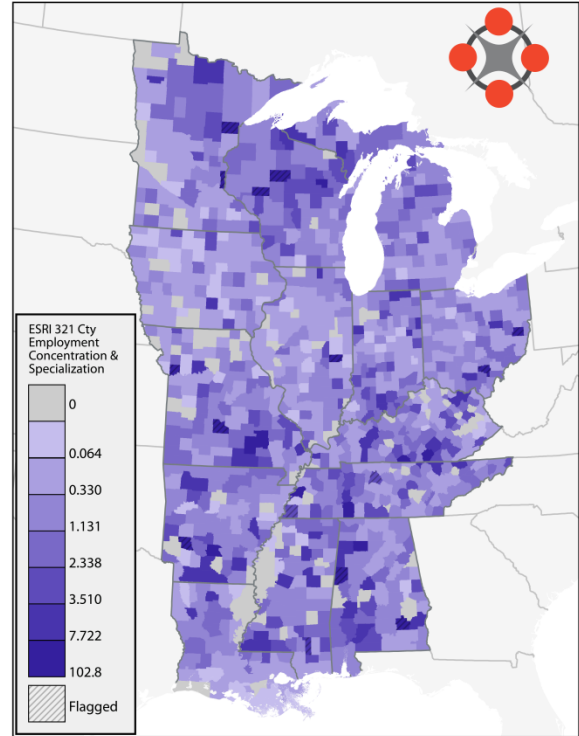 ESRI 321 Cty
Employment
Concentration &
Specialization
0
0.064
0.330
1.131
2.338
3.510
7.722
102.8
Flagged